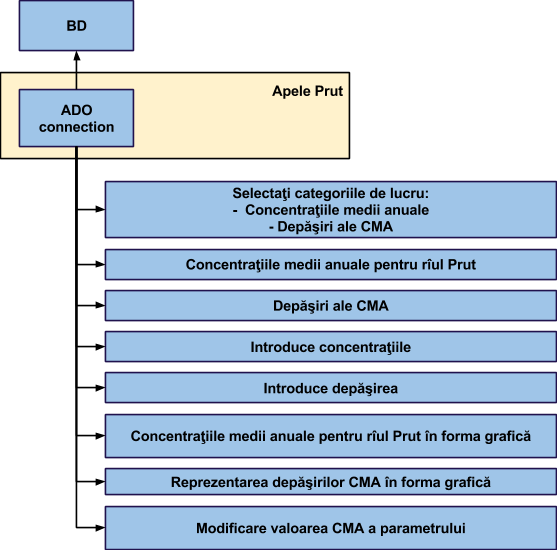 BD
Apele Prut
ADO
connection
Selectaţi categoriile de lucru:
- Concentraţiile medii anuale
- Depăşiri ale CMA
Concentraţiile medii anuale pentru rîul Prut
Depăşiri ale CMA
Introduce concentraţiile
Introduce depăşirea
Concentraţiile medii anuale pentru rîul Prut în forma grafică
Reprezentarea depăşirilor CMA în forma grafică
Modificare valoarea CMA a parametrului